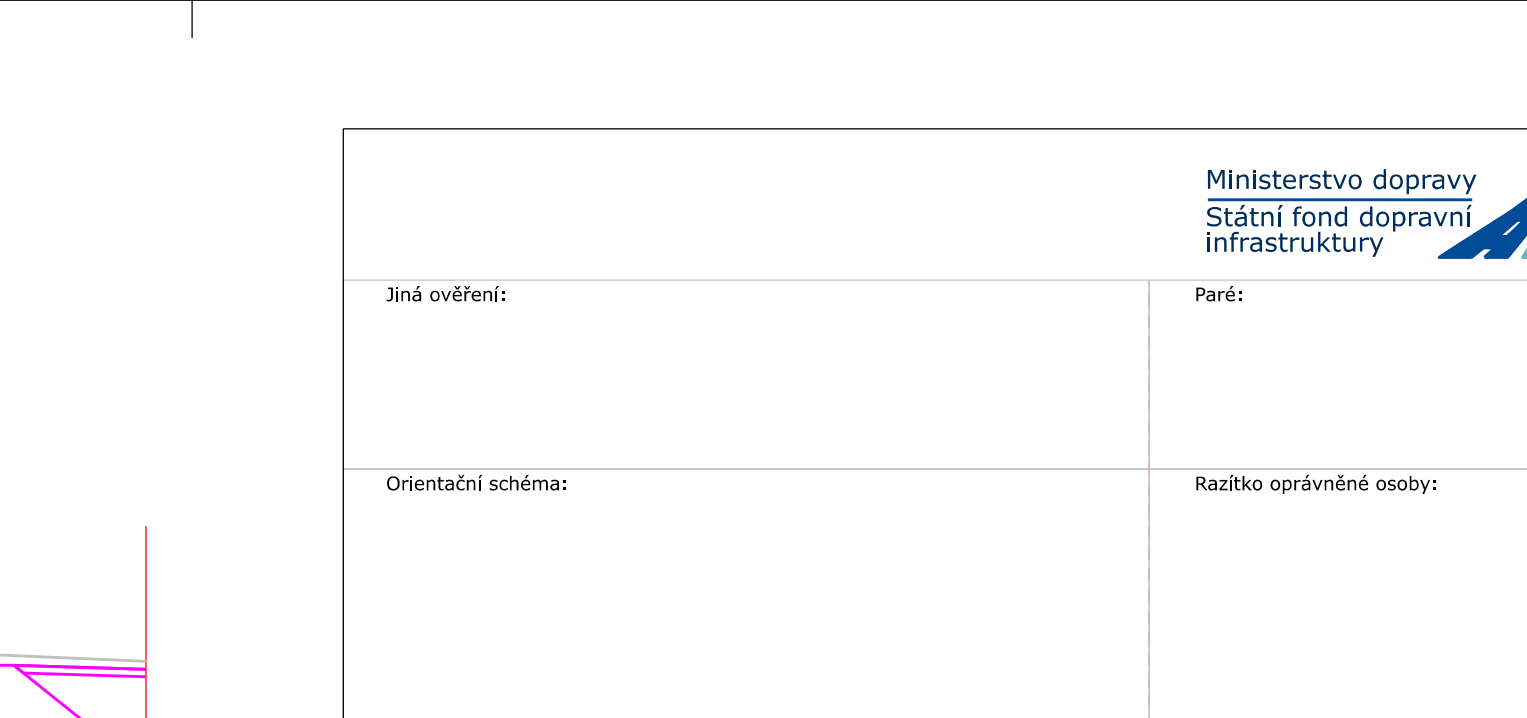 Ministerstvo dopravy
Státní fond dopravní
infrastruktury
Jiná ověření:
Paré:
Orientační schéma:
Razítko oprávněné osoby: